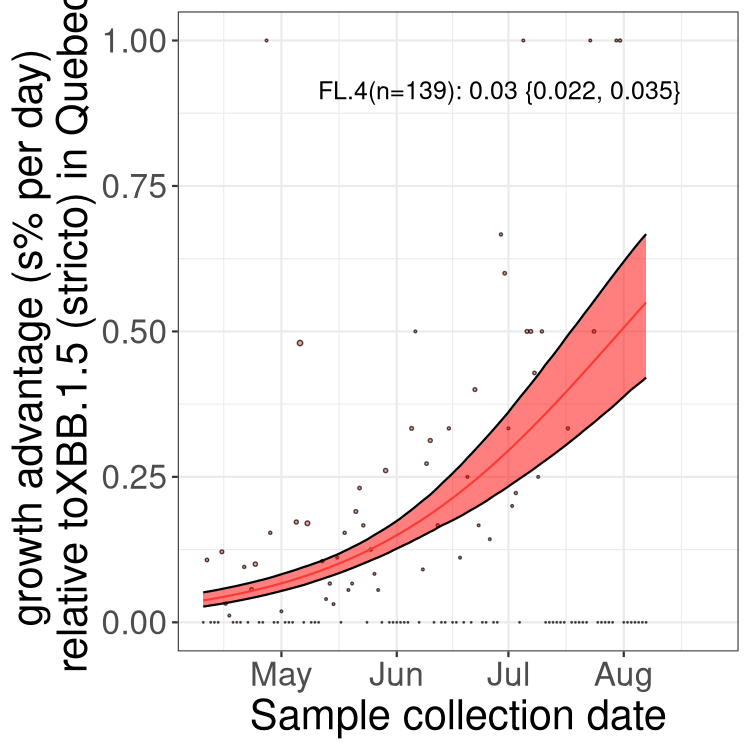 growth advantage (s% per day)
relative toXBB.1.5 (stricto) in Quebec
1.00
0.75
0.50
0.25
0.00
FL.4(n=139): 0.03 {0.022, 0.035}
May Jun Jul Aug
Sample collection date